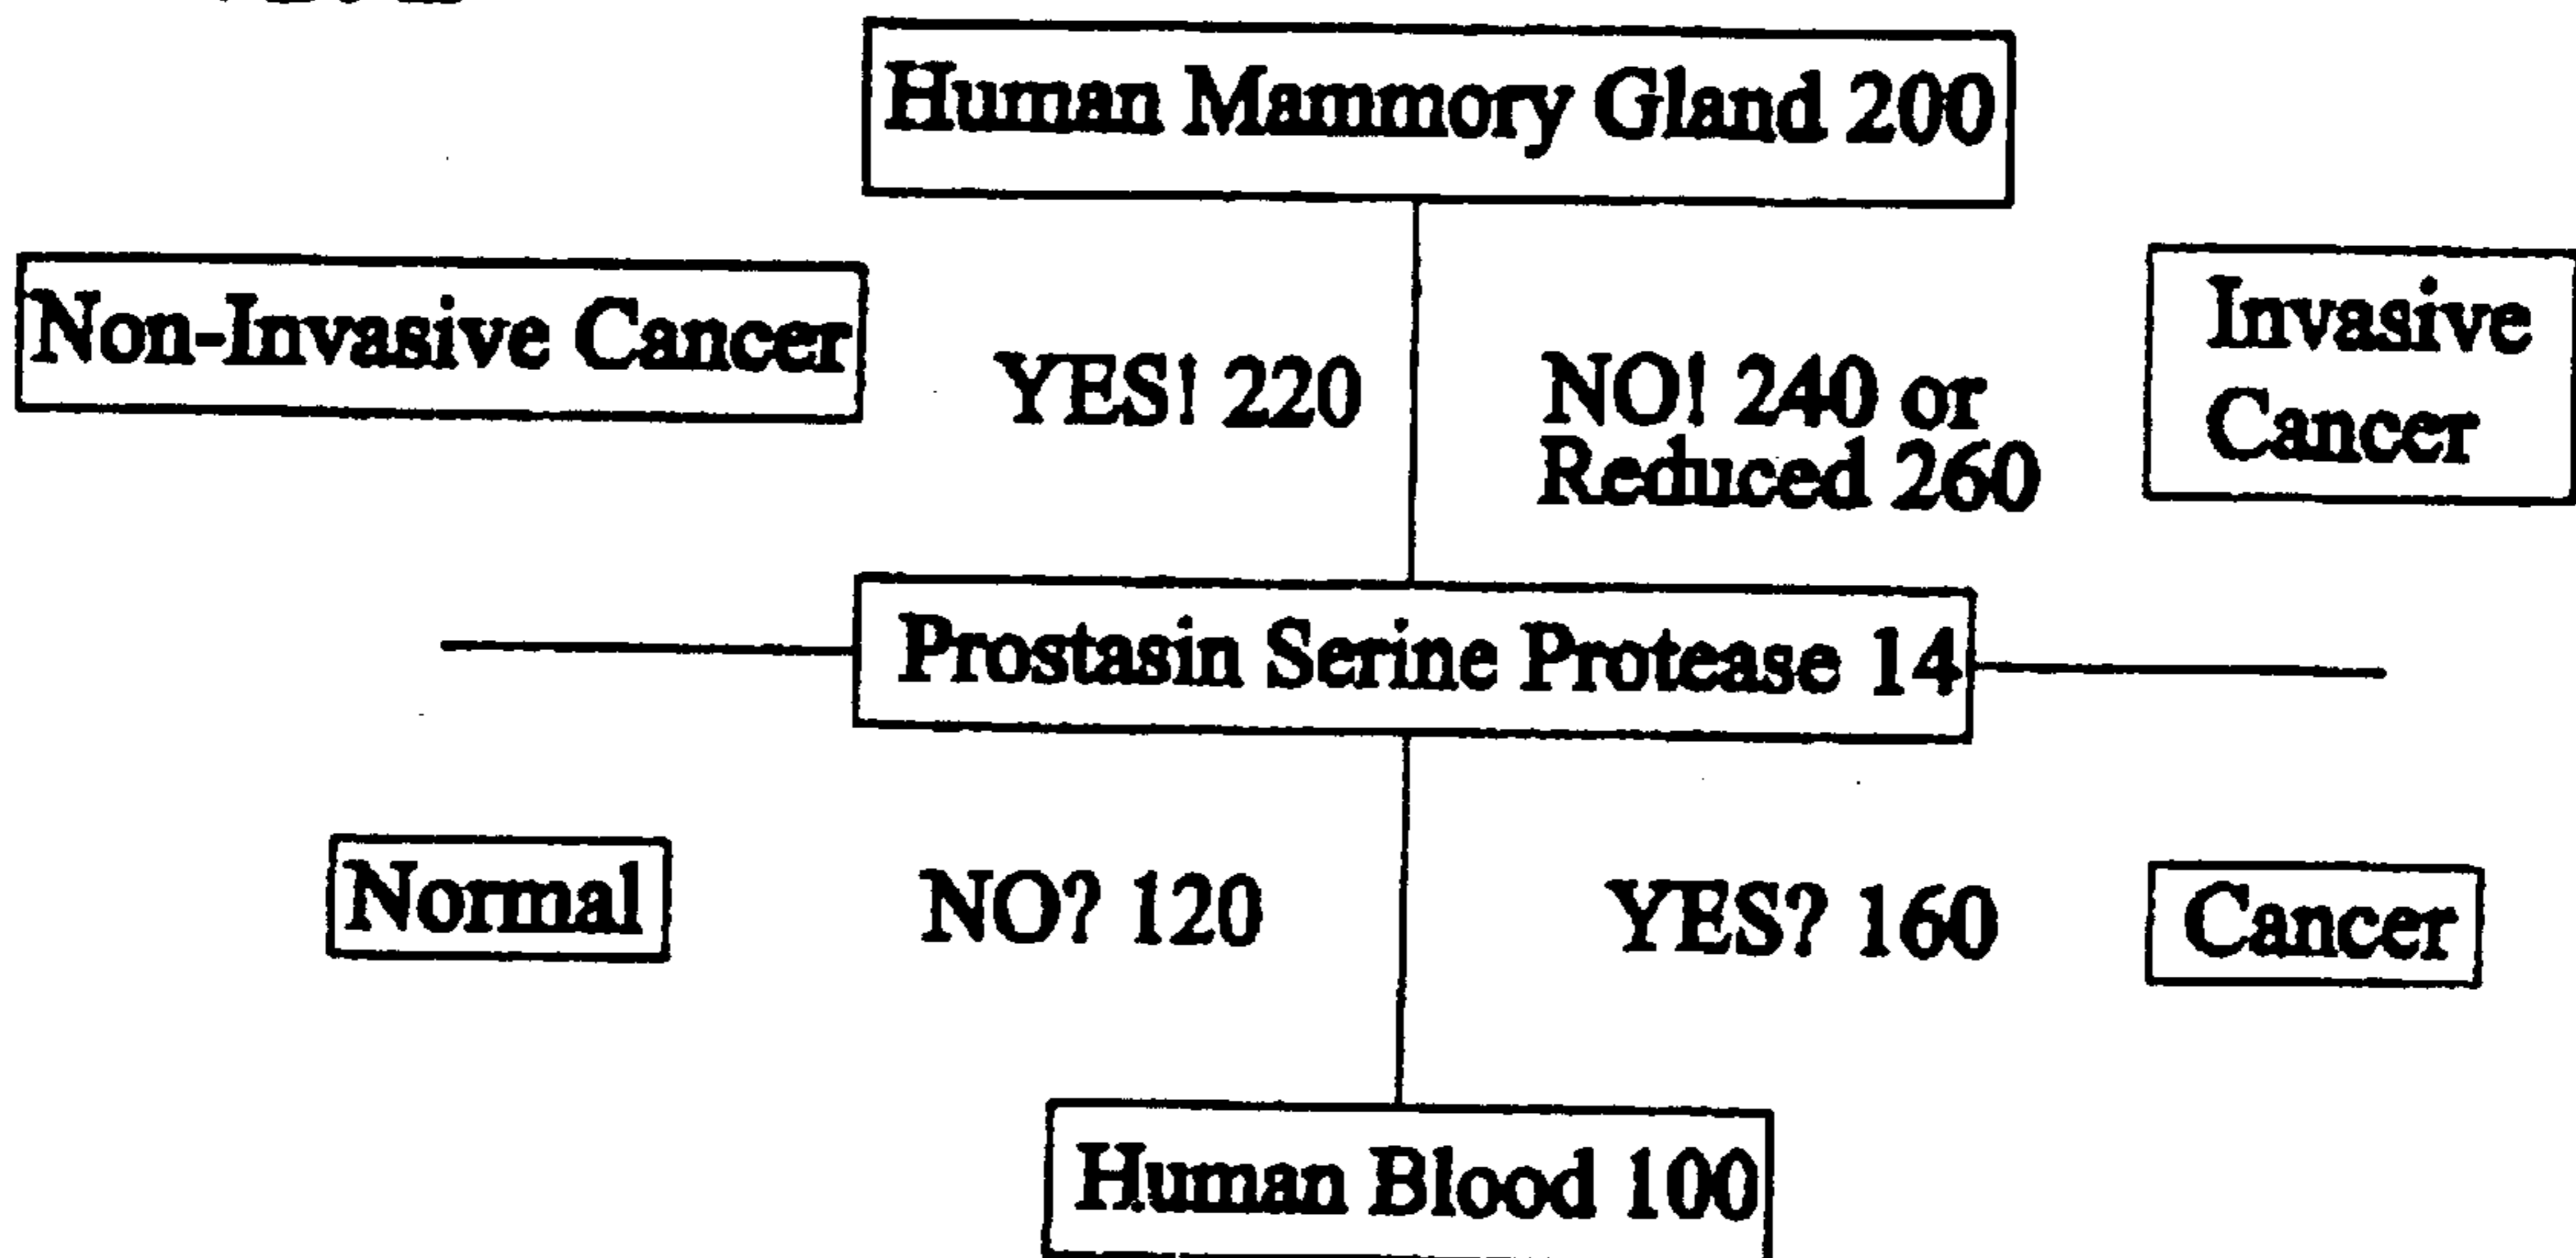 Human Mammory Gland 200
Non-Invasive Cancer
YES! 220
NO! 240 or
Reduced 260
Invasive
Cancer
Prostasin Serine Protease 14
Normal
NO? 120
YES? 160
Cancer
Human Blood 100